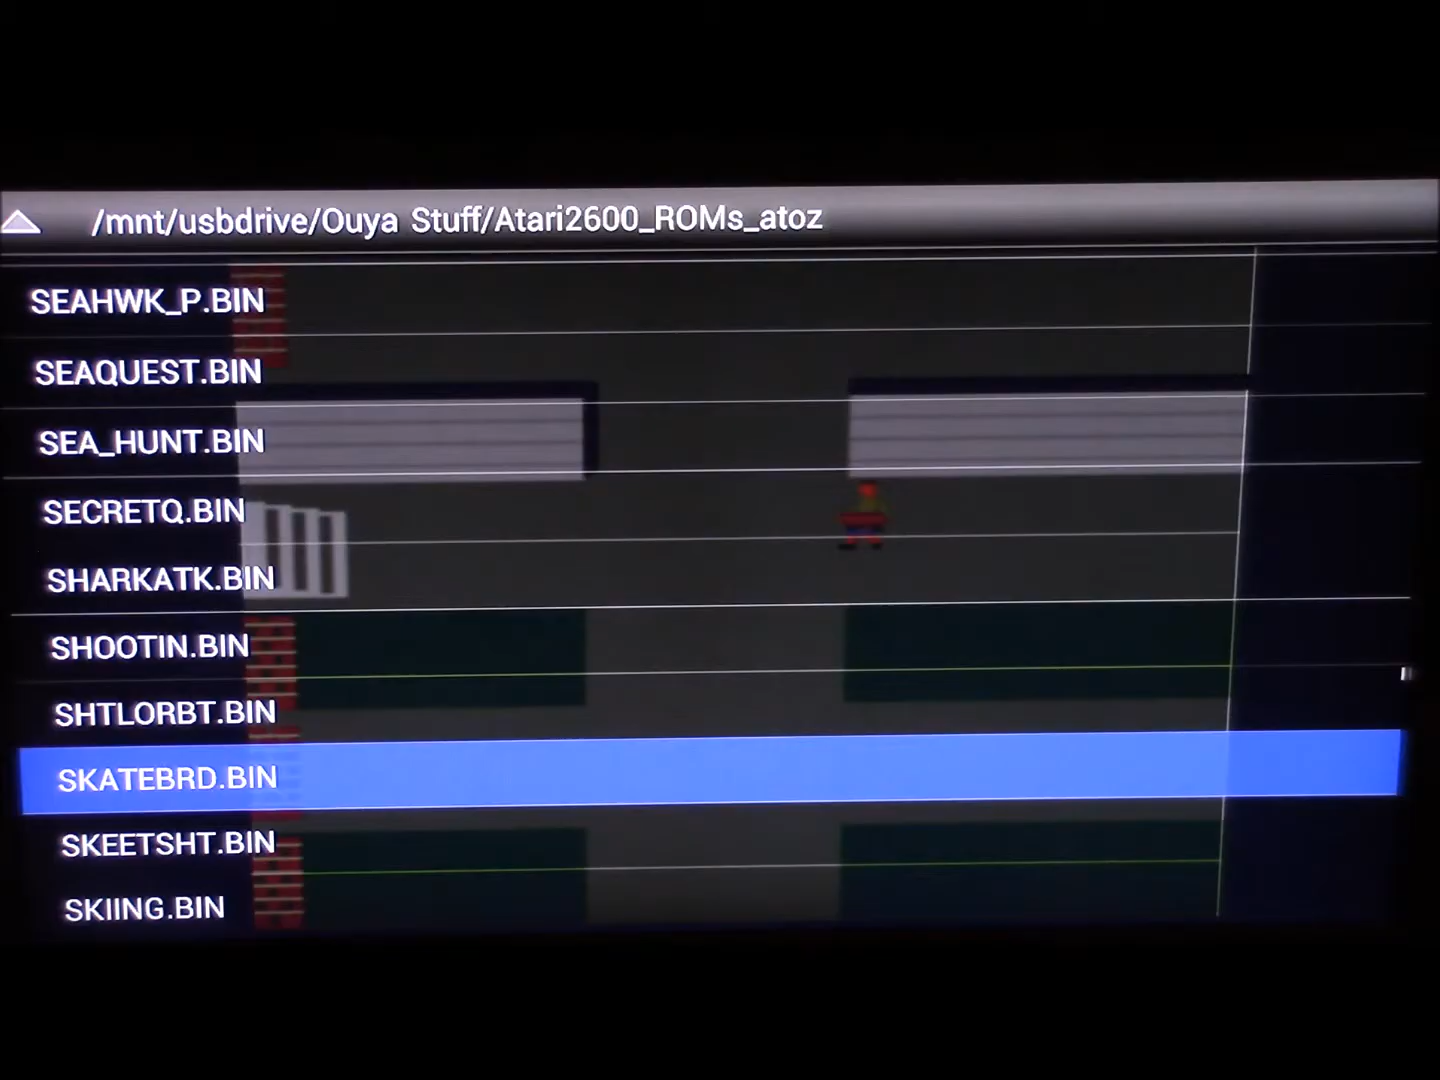 /mnt/usbdrive/Ouya Stuff/Atari2600_ROMs_atoz
SEAHWK_P.BIN
SEAQUEST.BIN
SEA_HUNT.BIN
SECRETQ.BIN
SHARKATK.BIN
SHOOTIN.BIN
SHTLORBT.BIN
SKATEBRD.BIN
SKEETSHT.BIN
SKIING.BIN